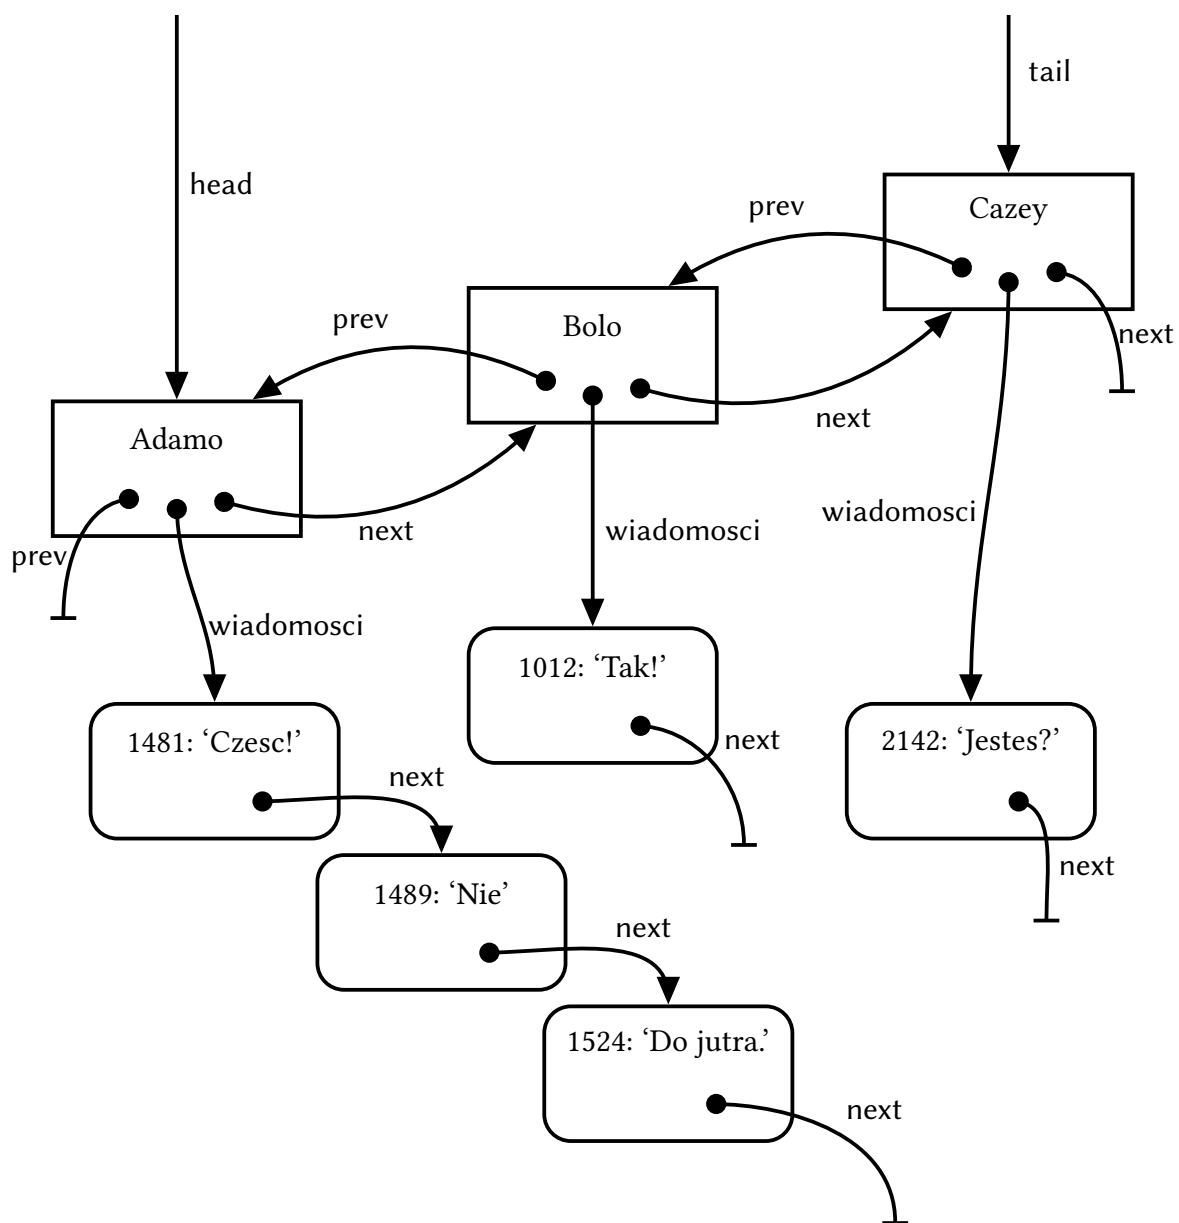 tail
head
Cazey
prev
Bolo
prev
next
next
Adamo
next
wiadomosci
wiadomosci
prev
wiadomosci
1012: ‘Tak!’
next
1481: ‘Czesc!’
next
2142: ‘Jestes?’
next
1489: ‘Nie’
next
1524: ‘Do jutra.’
next